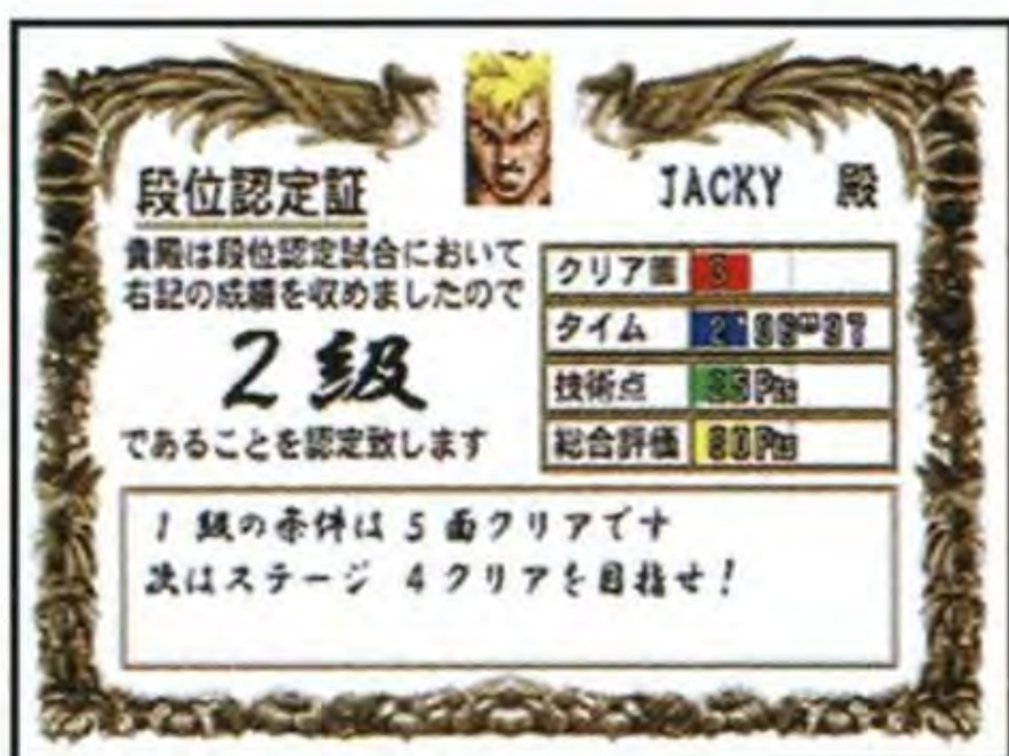 段位認定証
JACKY 殿
貴殿は段位認定試合において
右記の成績を収めましたので
2級
であることを認定致します
クリア面 3
タイム
技術点
総合評価
1 級の条件は 5 面クリアです
次はステージ 4 クリアを目指せ!